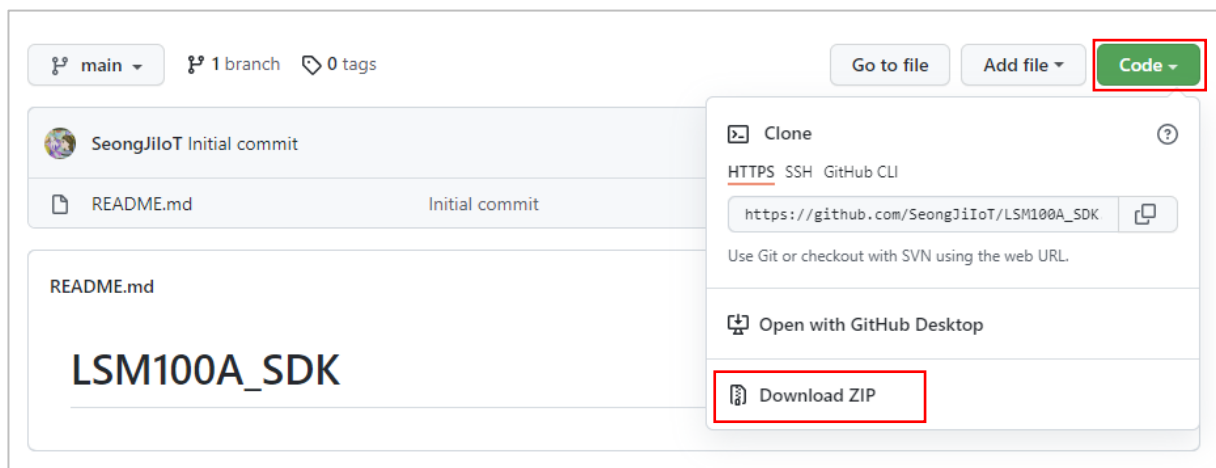 main 1 branch 0 tags Go to file Add file Code
SeongJiIoT Initial commit
README.md Initial commit
README.md
LSM100A_SDK
Clone
HTTPS SSH GitHub CLI
https://github.com/SeongJiIoT/LSM100A_SDK
Use Git or checkout with SVN using the web URL.
Open with GitHub Desktop
Download ZIP